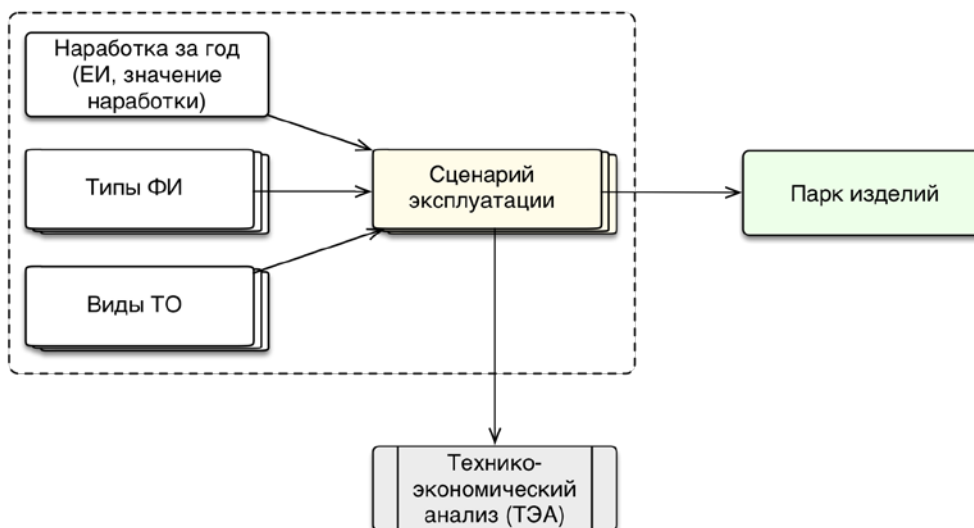 Наработка за год
(ЕИ, значение
наработки)
Типы ФИ
Виды ТО
Сценарий
эксплуатации
Парк изделий
Технико-
экономический
анализ (ТЭА)